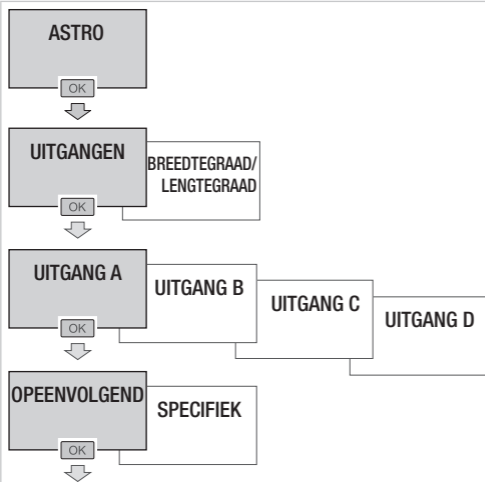 ASTRO
OK
UITGANGEN
BREEDTEGRAAD/
LENGTEGRAAD
OK
UITGANG A
UITGANG B
UITGANG C
UITGANG D
OK
OPEENVOLGEND
SPECIFIEK
OK